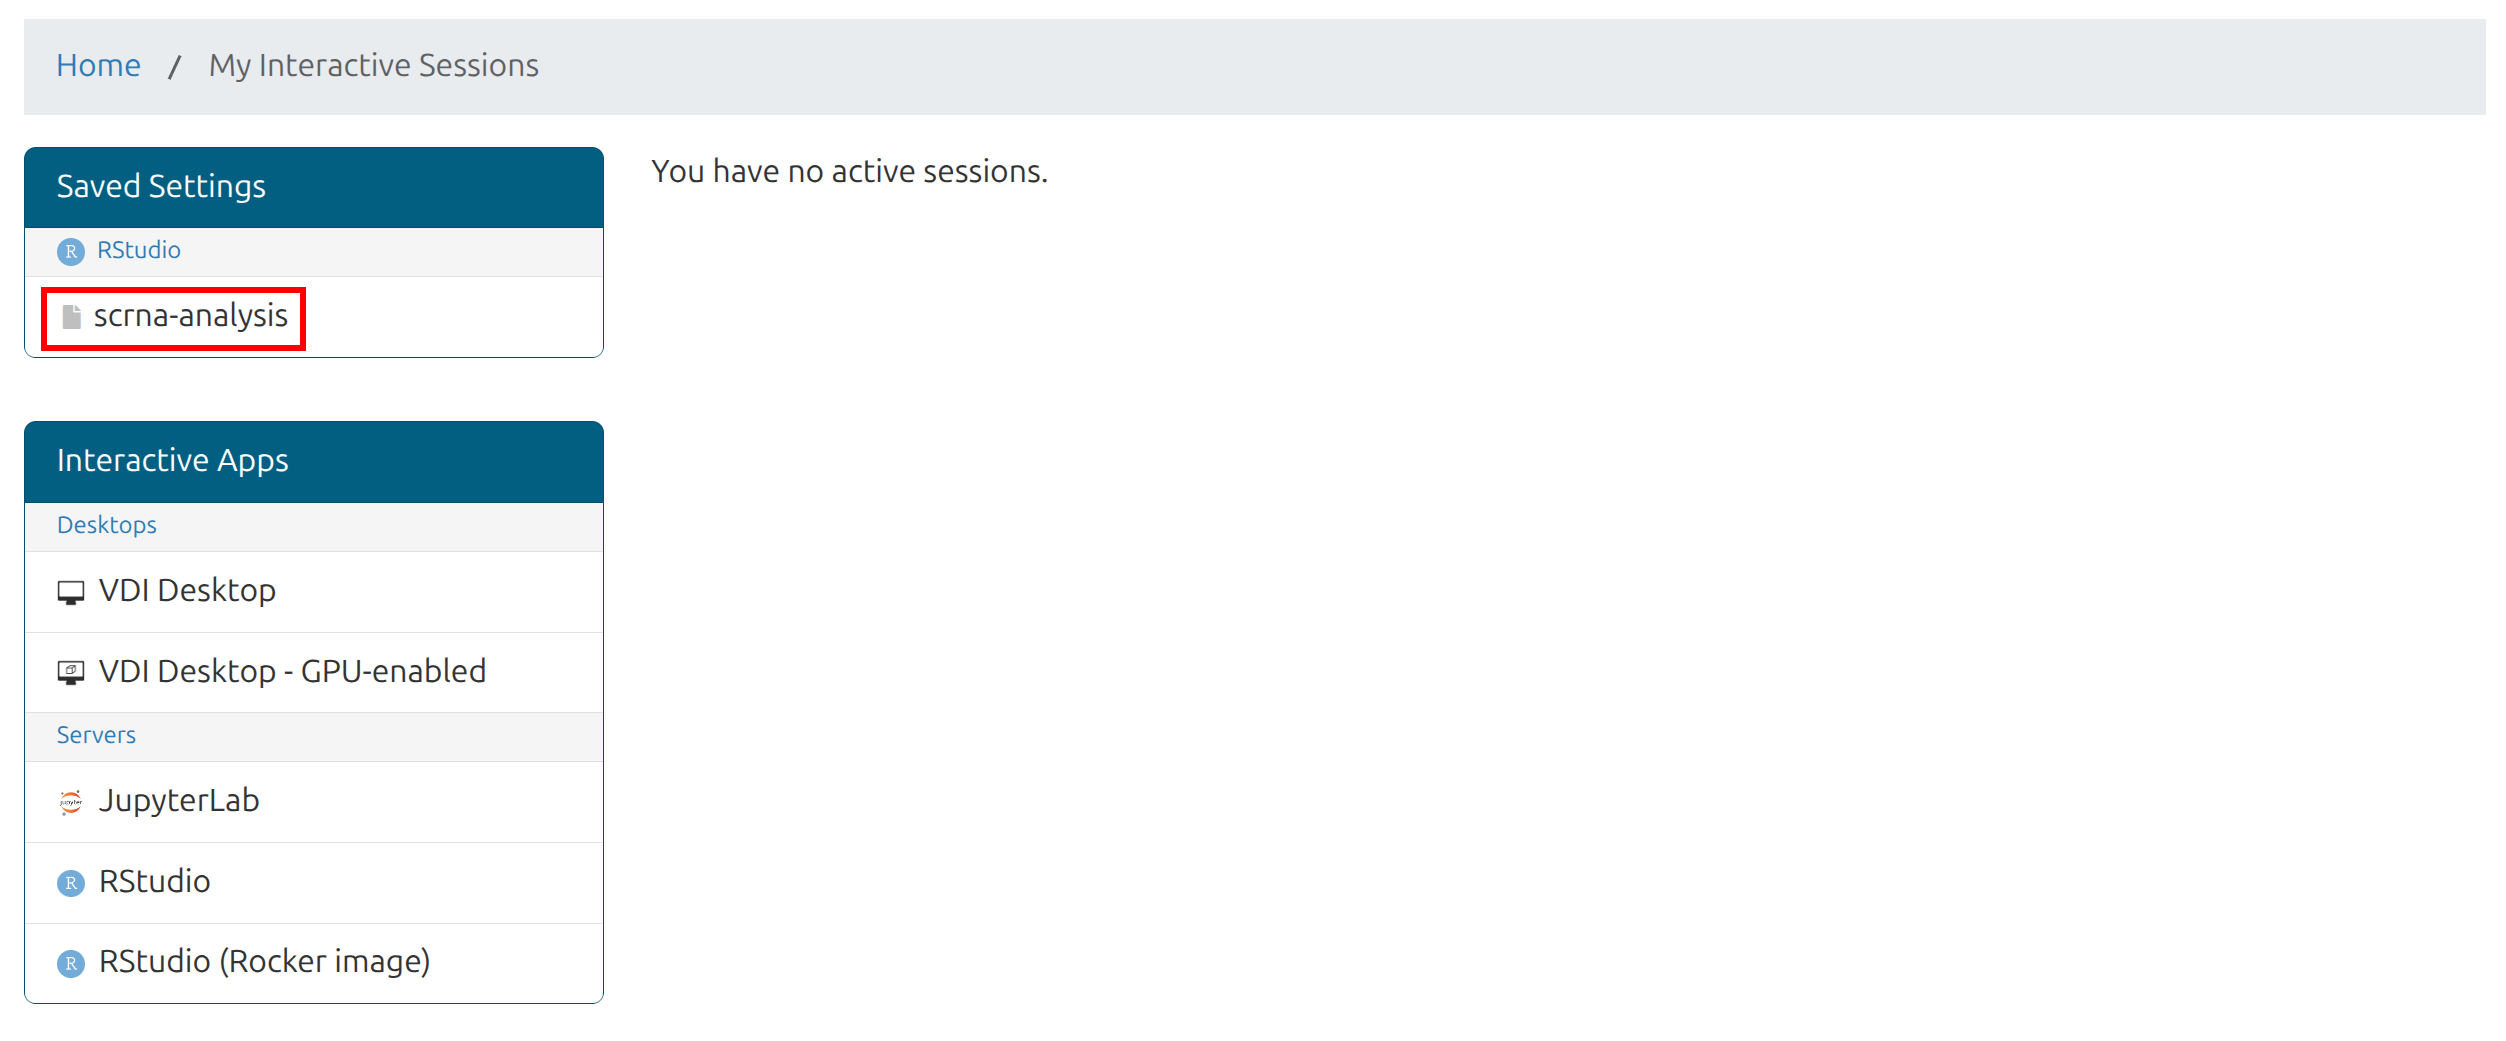 Home / My Interactive Sessions
Saved Settings
RStudio
scrna-analysis
You have no active sessions.
Interactive Apps
Desktops
VDI Desktop
VDI Desktop - GPU-enabled
Servers
JupyterLab
RStudio
RStudio (Rocker image)